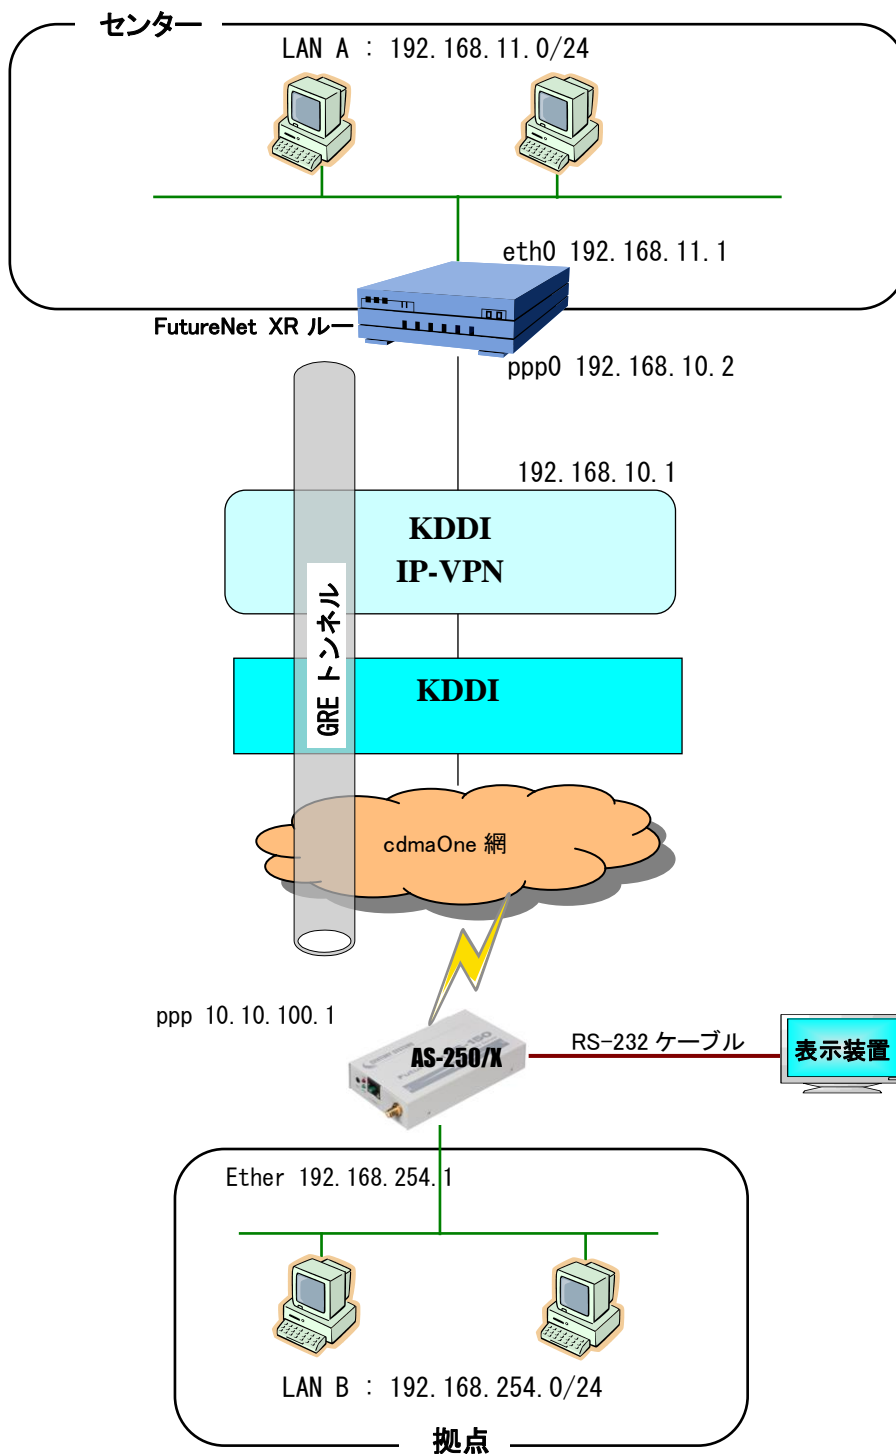 センター
LAN A : 192.168.11.0/24
eth0 192.168.11.1
FutureNet XR ルー
ppp0 192.168.10.2
192.168.10.1
KDDI
IP-VPN
GRE トンネル
KDDI
cdmaOne 網
ppp 10.10.100.1
AS-250/X
RS-232 ケーブル
表示装置
Ether 192.168.254.1
LAN B : 192.168.254.0/24
拠点